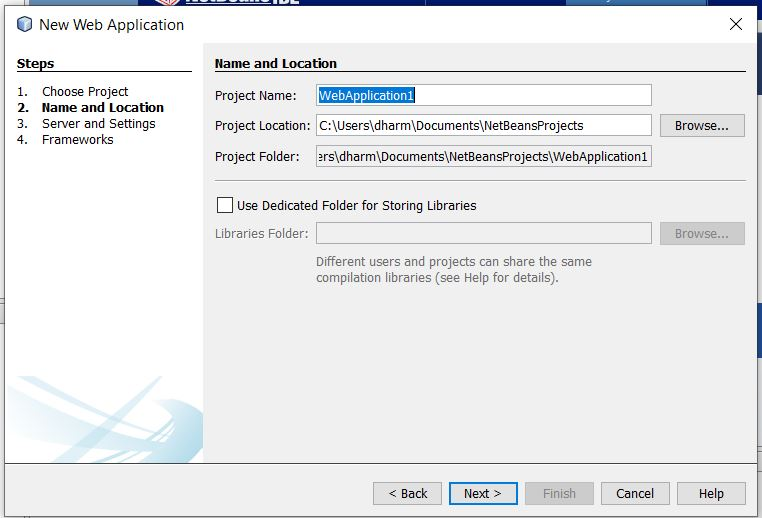 NetBeans IDE
New Web Application
Steps
1. Choose Project
2. Name and Location
3. Server and Settings
4. Frameworks
Name and Location
Project Name: WebApplication1
Project Location: C:\Users\dharm\Documents\NetBeansProjects Browse...
Project Folder: ers\dharm\Documents\NetBeansProjects\WebApplication1
Use Dedicated Folder for Storing Libraries
Libraries Folder: Browse...
Different users and projects can share the same
compilation libraries (see Help for details).
< Back Next > Finish Cancel Help